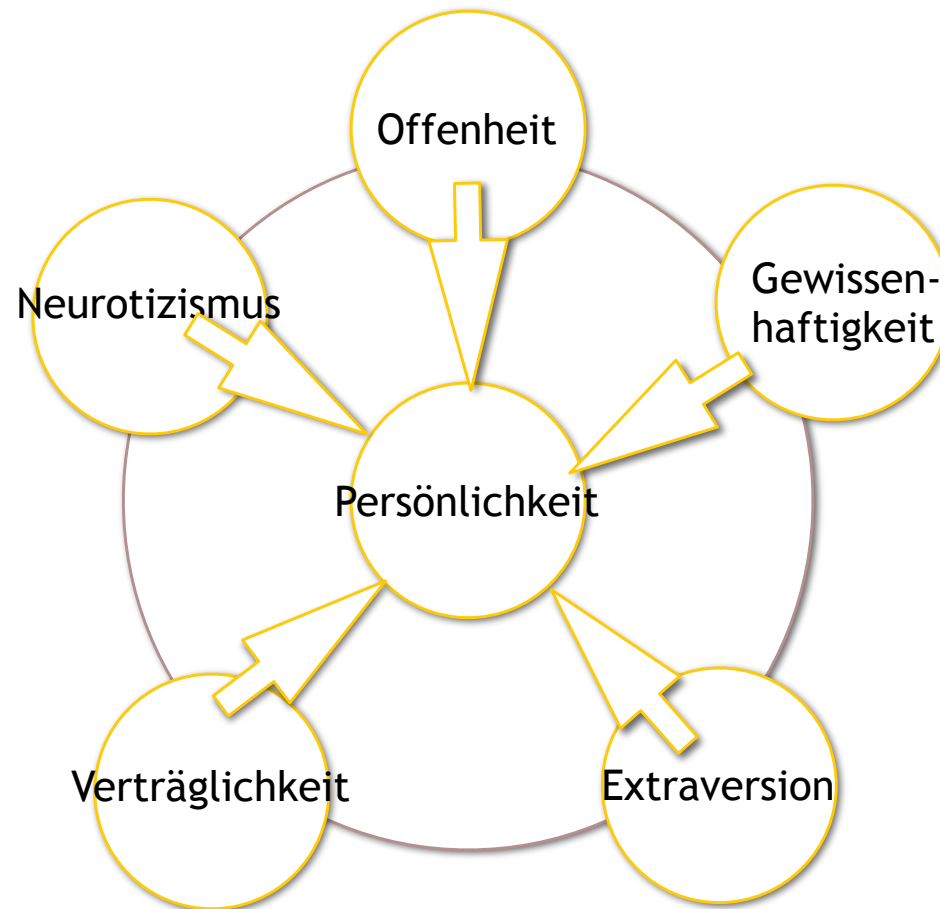 Offenheit
Neurotizismus
Gewissen-
haftigkeit
Persönlichkeit
Verträglichkeit
Extraversion